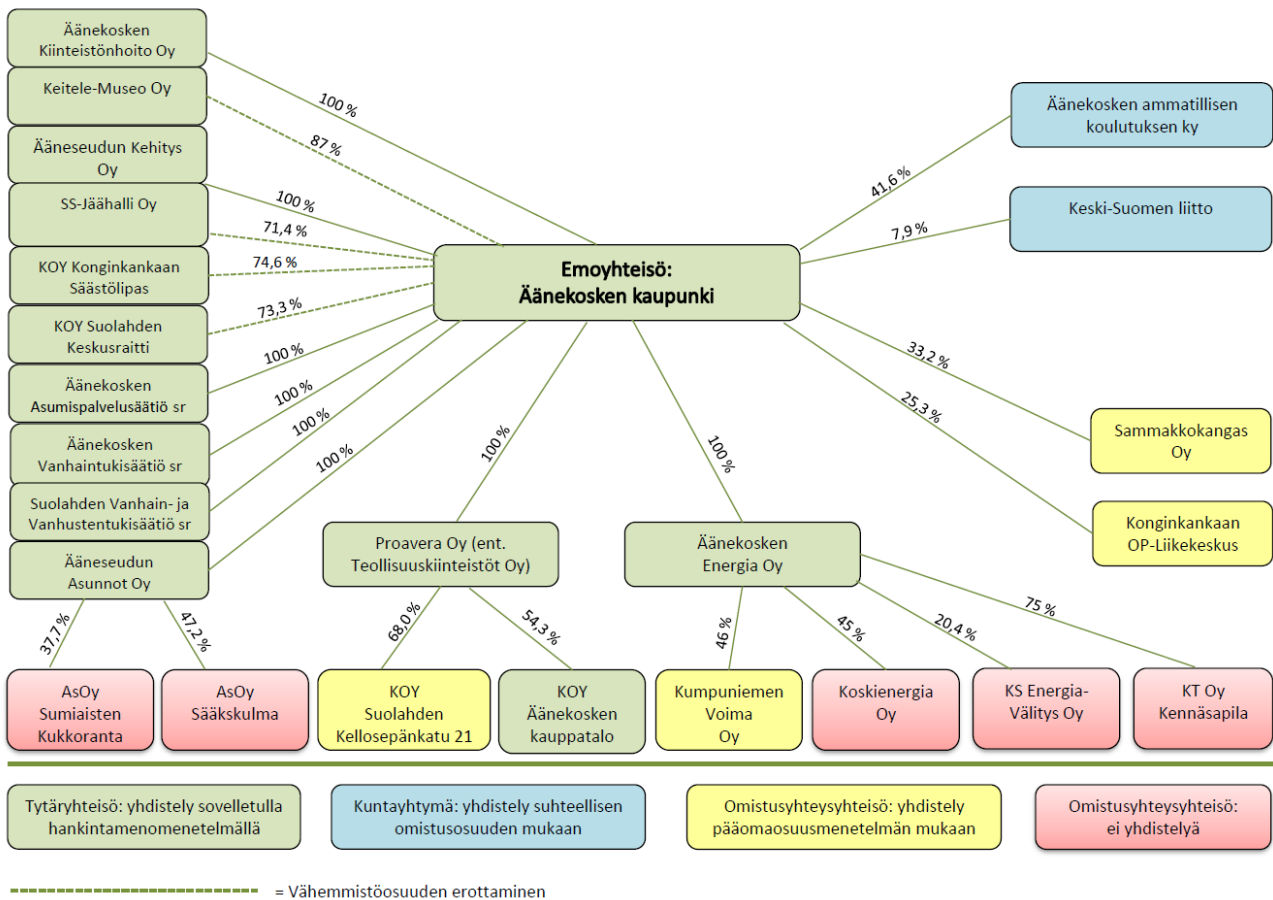 Äänekosken
Kiinteistönhoito Oy
Keitele-Museo Oy
Ääneseudun Kehitys
Oy
SS-Jäähalli Oy
KOY Konginkankaan
Säästölipas
KOY Suolahden
Keskusraitti
Äänekosken
Asumispalvelusäätiö sr
Äänekosken
Vanhaintukisäätiö sr
Suolahden Vanhain- ja
Vanhustentukisäätiö sr
Ääneseudun
Asunnot Oy
100 %
87 %
100 %
71,4 %
74,6 %
73,3 %
100 %
100 %
100 %
100 %
Emoyhteisö:
Äänekosken kaupunki
41,6 %
7,9 %
Äänekosken ammatillisen
koulutuksen ky
Keski-Suomen liitto
33,2 %
25,3 %
Sammakkokangas
Oy
Konginkankaan
OP-Liikekeskus
100 %
100 %
Proavera Oy (ent.
Teollisuuskiinteistöt Oy)
Äänekosken
Energia Oy
37,7 %
47,2 %
68,0 %
54,3 %
46 %
45 %
20,4 %
75 %
AsOy
Sumiaisten
Kukkoranta
AsOy
Sääkskulma
KOY
Suolahden
Kellosepänkatu 21
KOY
Äänekosken
kauppatalo
Kumpuniemen
Voima
Oy
Koskienergia
Oy
KS Energia-
Välitys Oy
KT Oy
Kennäsapila
Tytäryhteisö: yhdistely sovelletulla
hankintamenomenetelmällä
Kuntayhtymä: yhdistely suhteellisen
omistusosuuden mukaan
Omistusyhteysyhteisö: yhdistely
pääomaosuusmenetelmän mukaan
Omistusyhteysyhteisö:
ei yhdistelyä
= Vähemmistöosuuden erottaminen